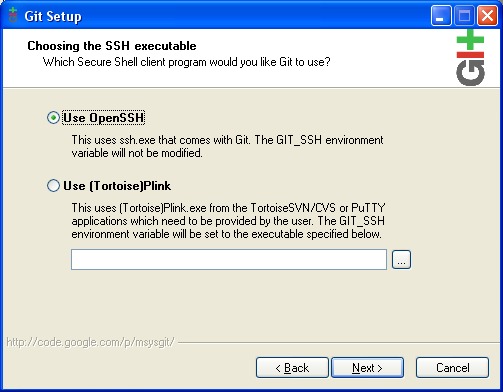 Git Setup
Choosing the SSH executable
Which Secure Shell client program would you like Git to use?
GIT
Use OpenSSH
This uses ssh.exe that comes with Git. The GIT_SSH environment
variable will not be modified.
Use (Tortoise)Plink
This uses (Tortoise)Plink.exe from the TortoiseSVN/CVS or PuTTY
applications which need to be provided by the user. The GIT_SSH
environment variable will be set to the executable specified below.
...
http://code.google.com/p/msysgit/
< Back
Next >
Cancel